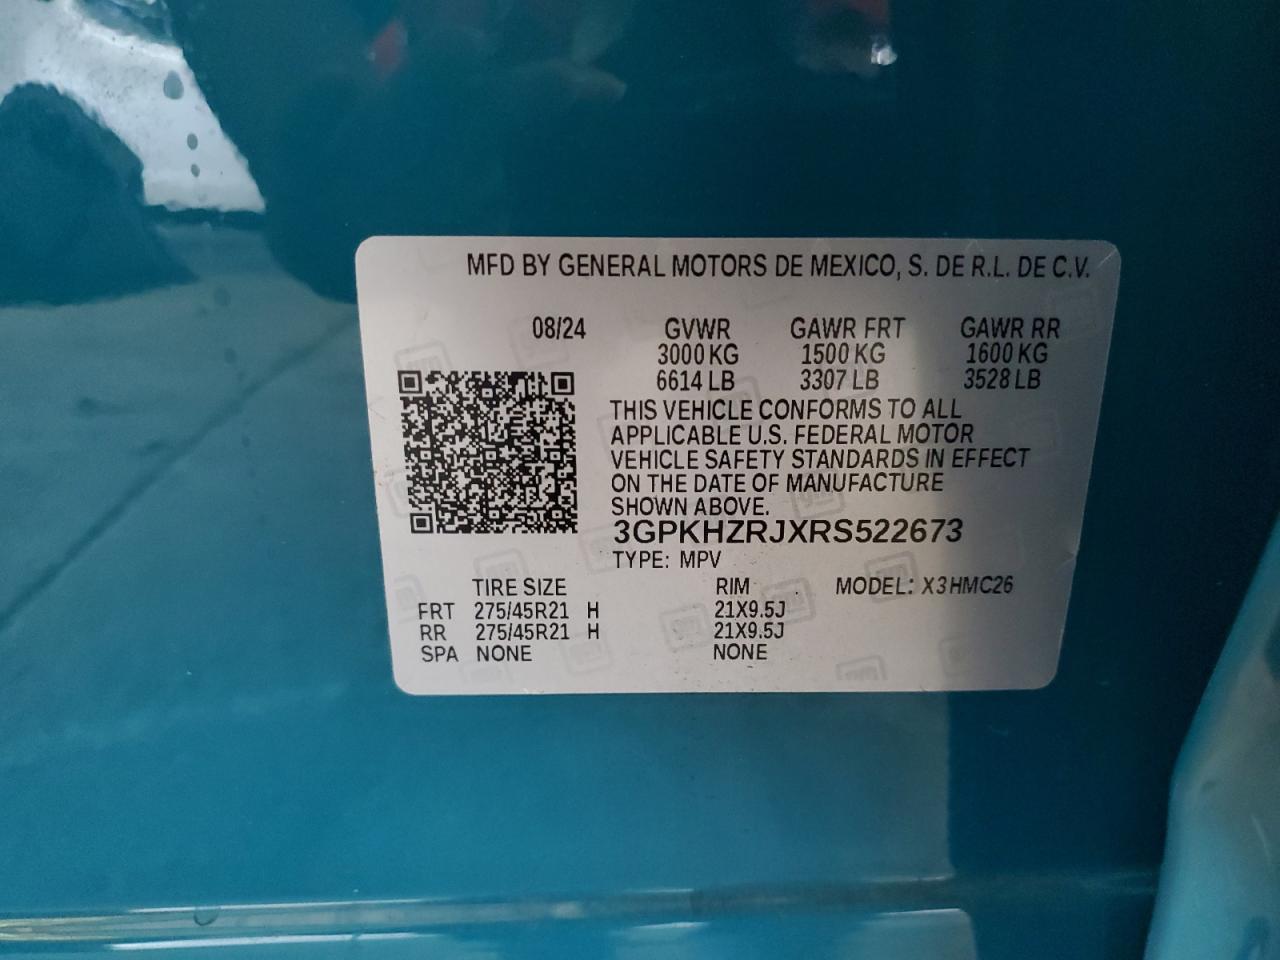 MFD BY GENERAL MOTORS DE MEXICO, S. DE R.L. DE C.V.
08/24 GVWR GAWR FRT GAWR RR
3000 KG 1500 KG 1600 KG
6614 LB 3307 LB 3528 LB
THIS VEHICLE CONFORMS TO ALL
APPLICABLE U.S. FEDERAL MOTOR
VEHICLE SAFETY STANDARDS IN EFFECT
ON THE DATE OF MANUFACTURE
SHOWN ABOVE.
3GPKHZRJXRS522673
TYPE: MPV
TIRE SIZE RIM MODEL: X3HMC26
FRT 275/45R21 H 21X9.5J
RR 275/45R21 H 21X9.5J
SPA NONE NONE